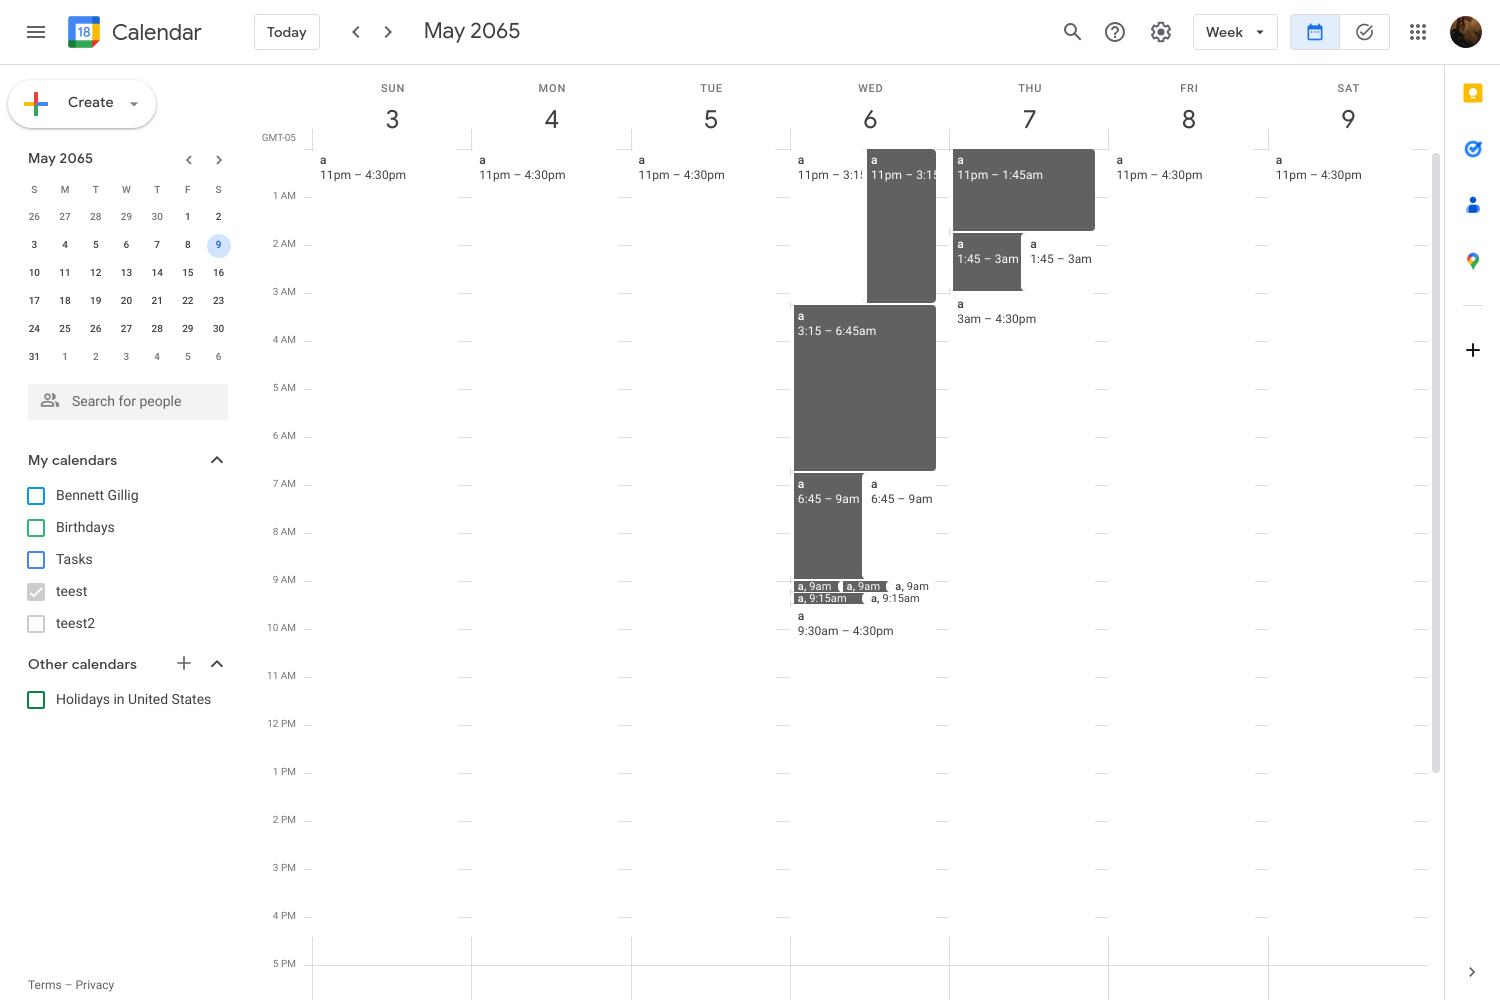 18 Calendar Today May 2065 Week
Create
May 2065
S M T W T F S
26 27 28 29 30 1 2
3 4 5 6 7 8 9
10 11 12 13 14 15 16
17 18 19 20 21 22 23
24 25 26 27 28 29 30
31 1 2 3 4 5 6
Search for people
My calendars
Bennett Gillig
Birthdays
Tasks
teest
teest2
Other calendars
Holidays in United States
Terms – Privacy
SUN MON TUE WED THU FRI SAT
3 4 5 6 7 8 9
GMT-05
1 AM
2 AM
3 AM
4 AM
5 AM
6 AM
7 AM
8 AM
9 AM
10 AM
11 AM
12 PM
1 PM
2 PM
3 PM
4 PM
5 PM
a
11pm – 4:30pm
a
11pm – 4:30pm
a
11pm – 4:30pm
a
11pm – 3:15
a
11pm – 3:15
a
3:15 – 6:45am
a
6:45 – 9am
a
6:45 – 9am
a, 9am a, 9am a, 9am
a, 9:15am a, 9:15am
a
9:30am – 4:30pm
a
11pm – 1:45am
a
1:45 – 3am
a
1:45 – 3am
a
3am – 4:30pm
a
11pm – 4:30pm
a
11pm – 4:30pm